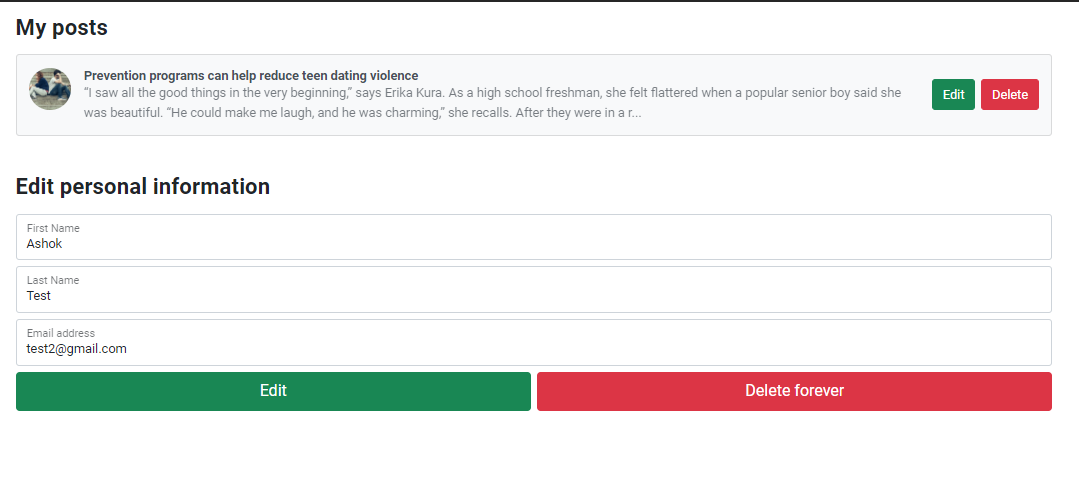 My posts
Prevention programs can help reduce teen dating violence
“I saw all the good things in the very beginning,” says Erika Kura. As a high school freshman, she felt flattered when a popular senior boy said she
was beautiful. “He could make me laugh, and he was charming,” she recalls. After they were in a r...
Edit Delete
Edit personal information
First Name
Ashok
Last Name
Test
Email address
test2@gmail.com
Edit Delete forever